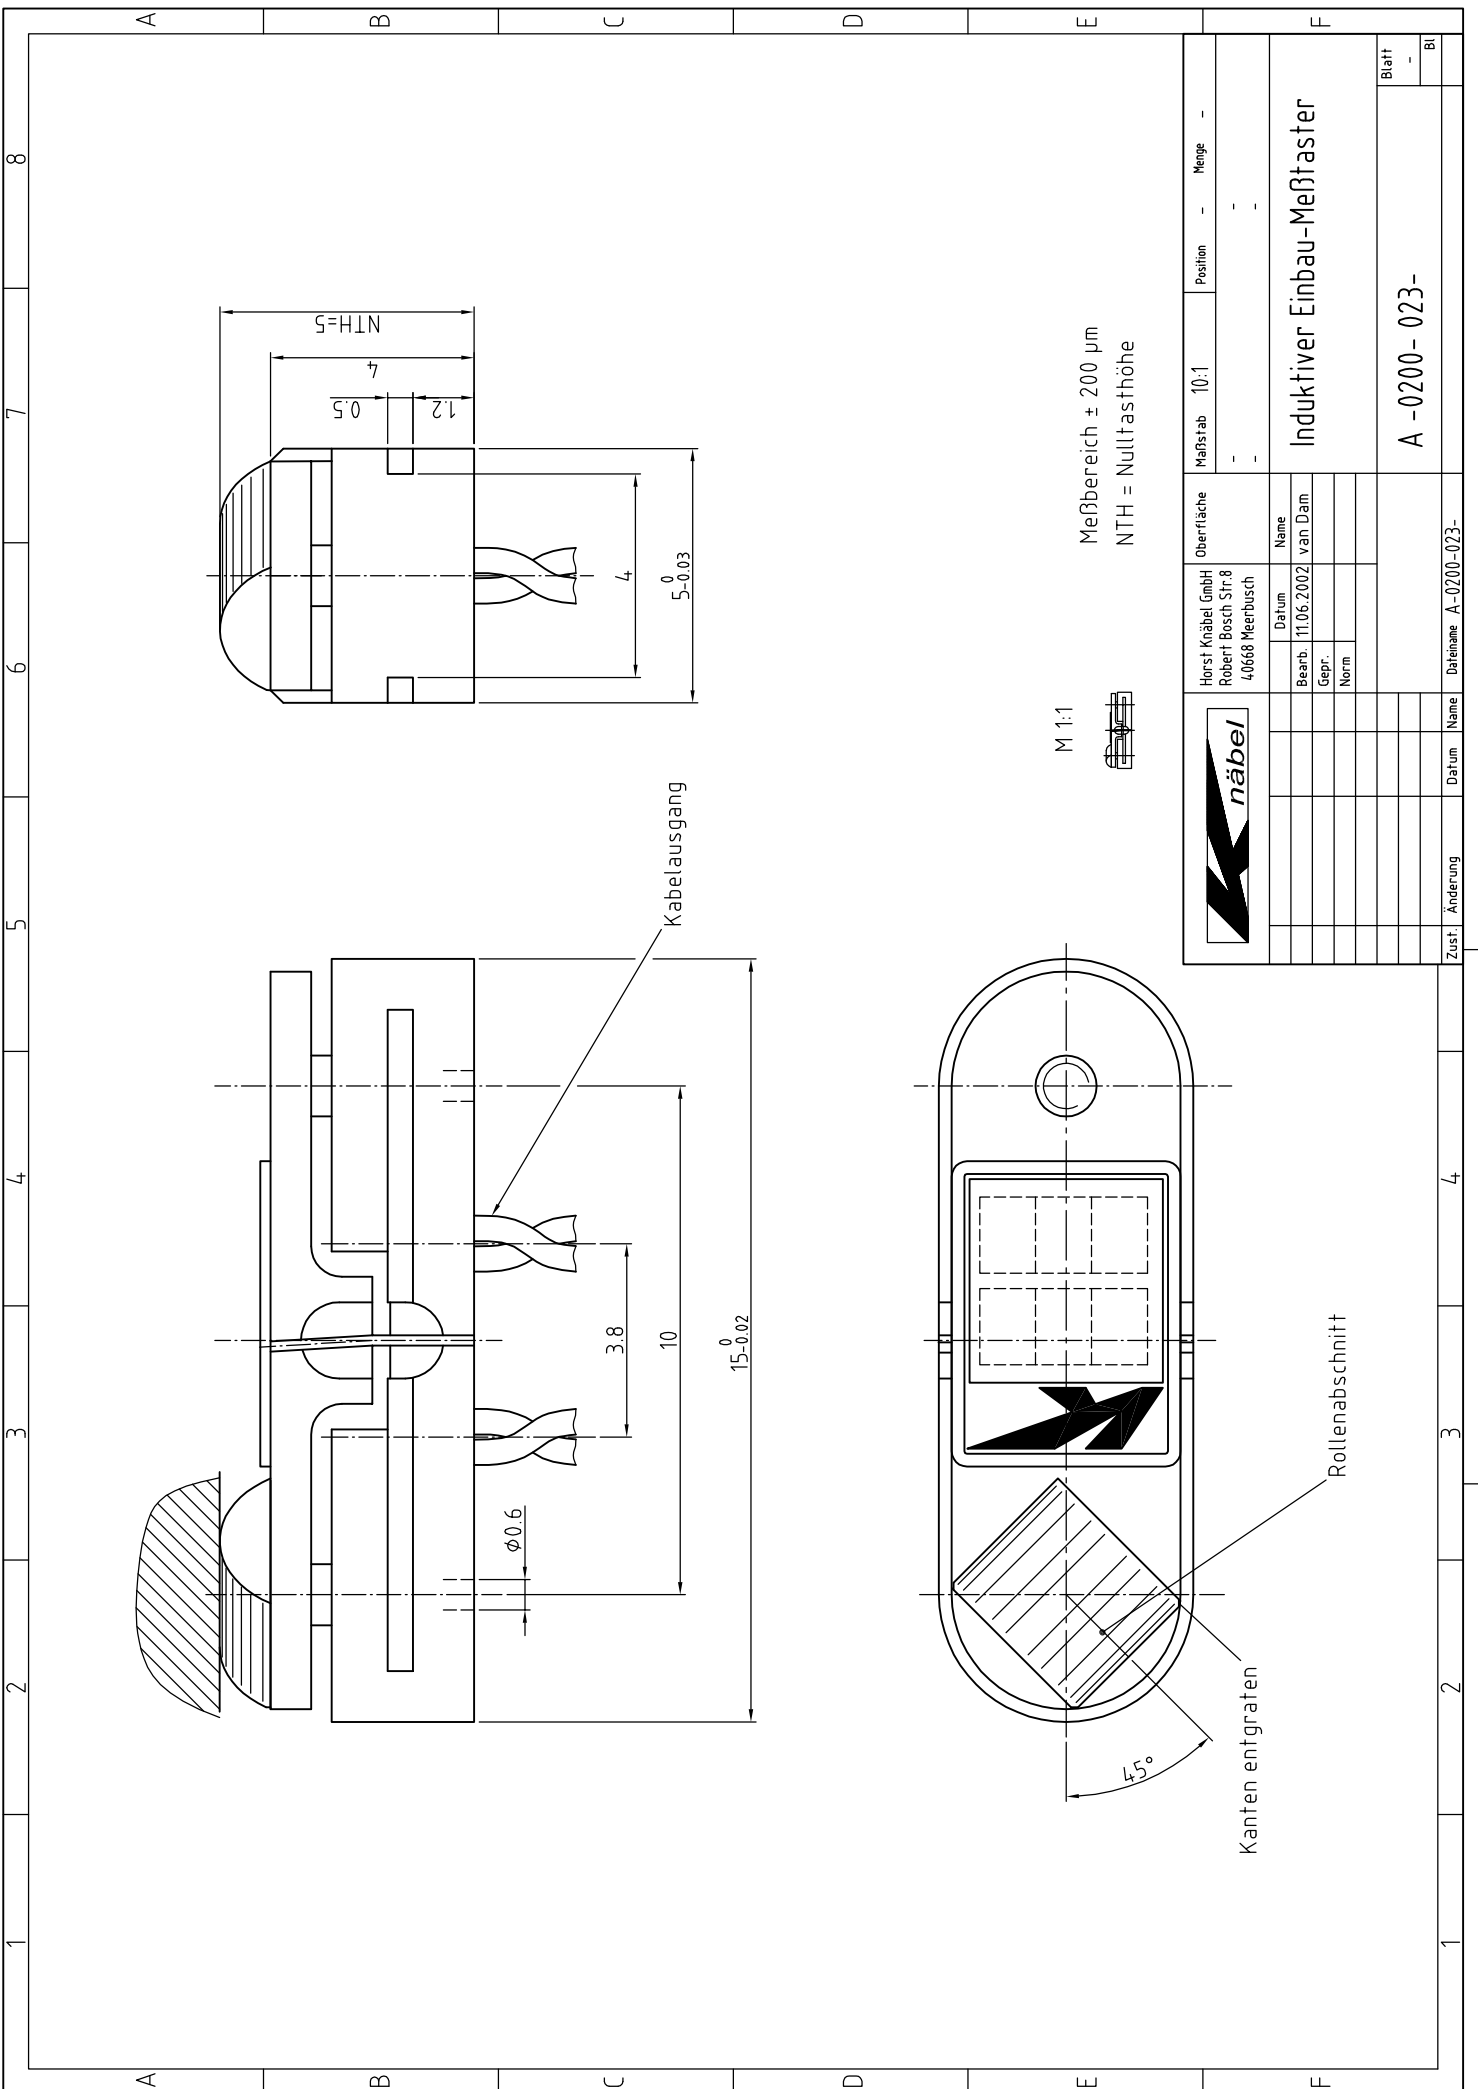 1 2 3 4 5 6 7 8
A B C D E F
A B C D E F
1 2 3 4
NTH=5
4
0.5
1.2
4
5 0 -0.03
Kabelausgang
φ0.6
3.8
10
15 0 -0.02
Meßbereich ± 200 µm
NTH = Nulltasthöhe
M 1:1
45°
Kanten entgraten
Rollenabschnitt
näbel
Horst Knäbel GmbH
Robert Bosch Str.8
40668 Meerbusch
Oberfläche
Maßstab 10:1
Position -
Menge -
- -
- -
Datum Name
Bearb. 11.06.2002 van Dam
Gepr.
Norm
Induktiver Einbau-Meßtaster
A -0200- 023-
Blatt
-
Bl
Zust. Änderung Datum Name Dateiname A-0200-023-